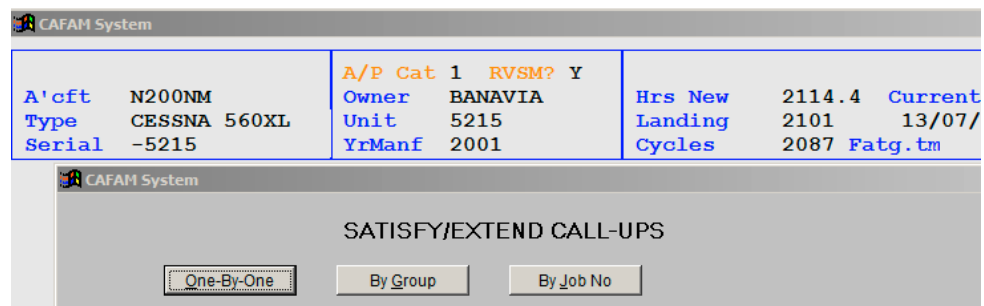 CAFAM System
A/P Cat 1 RVSM? Y
A'cft N200NM Owner BANAVIA Hrs New 2114.4 Current
Type CESSNA 560XL Unit 5215 Landing 2101 13/07/
Serial -5215 YrManf 2001 Cycles 2087 Fatg.tm
CAFAM System
SATISFY/EXTEND CALL-UPS
One-By-One By Group By Job No